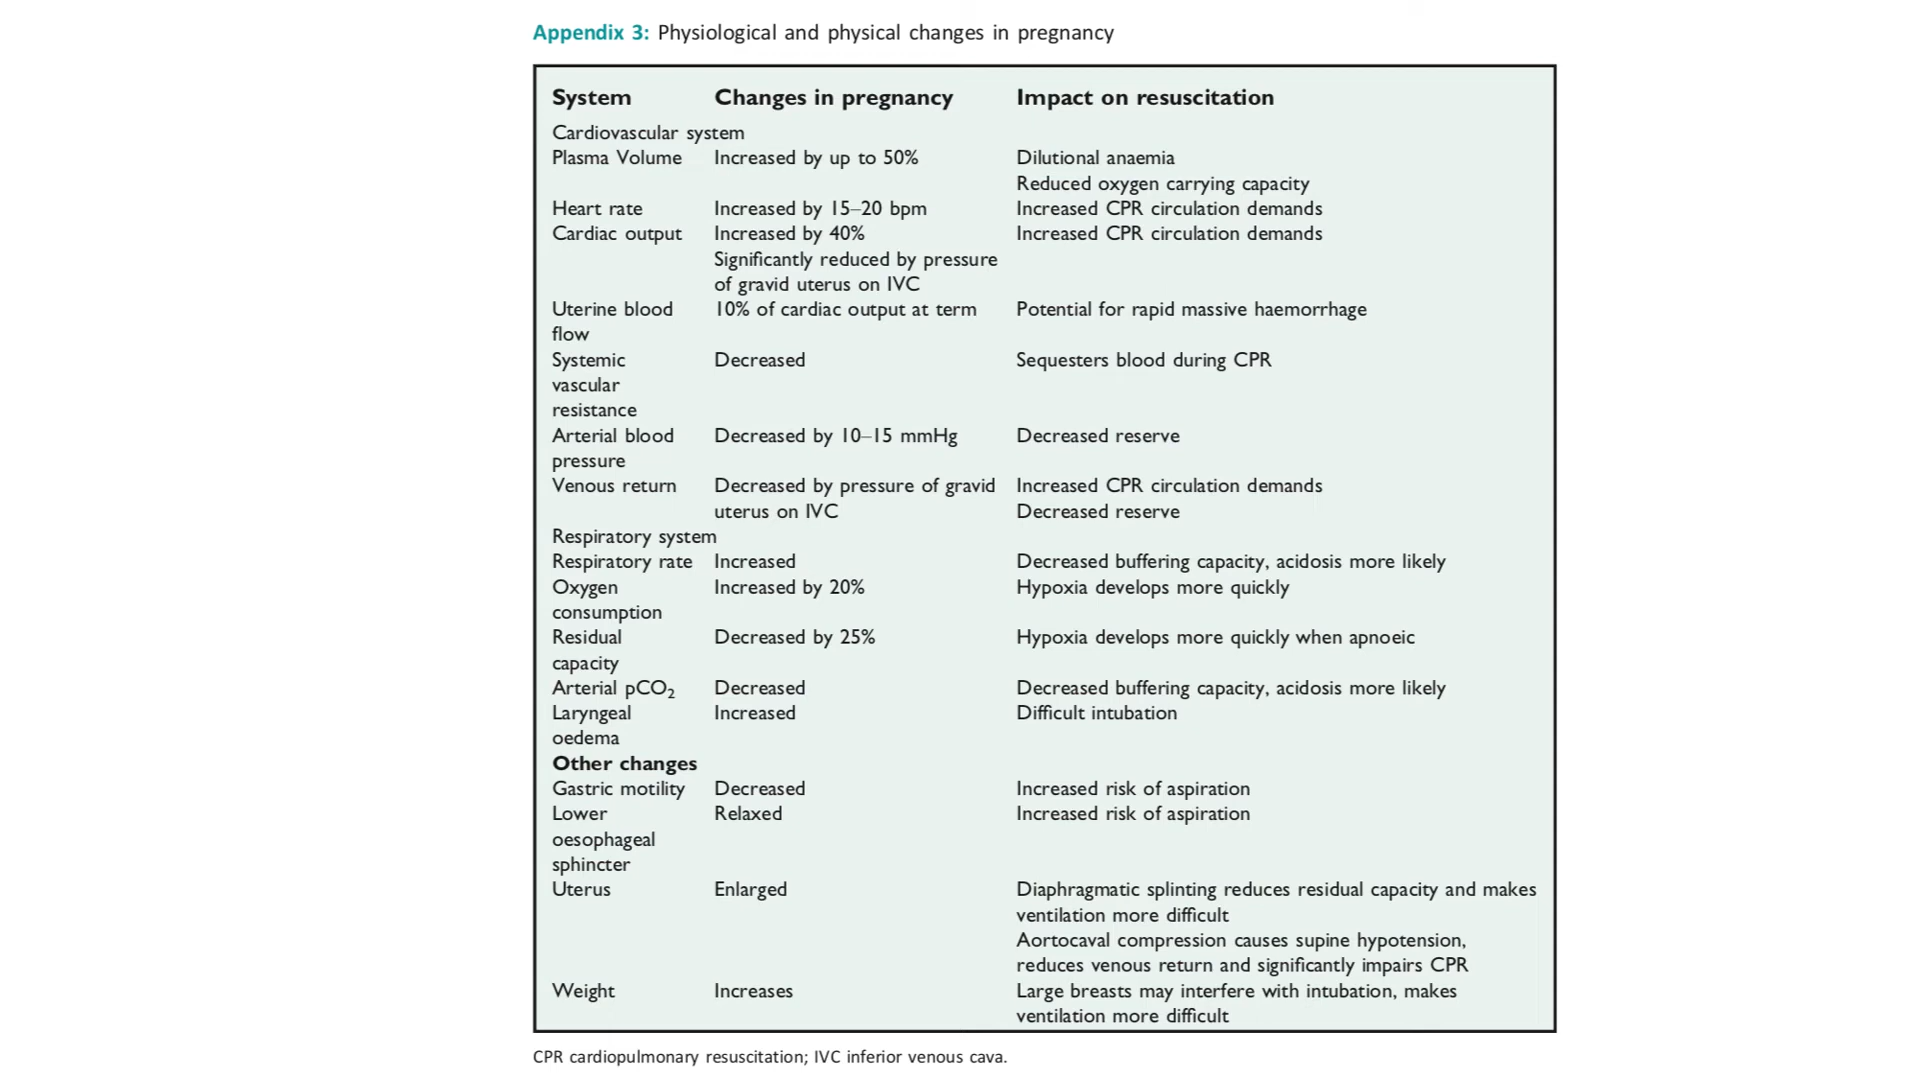 Appendix 3: Physiological and physical changes in pregnancy
System Changes in pregnancy Impact on resuscitation
Cardiovascular system
Plasma Volume Increased by up to 50% Dilutional anaemia
Reduced oxygen carrying capacity
Heart rate Increased by 15–20 bpm Increased CPR circulation demands
Cardiac output Increased by 40% Increased CPR circulation demands
Significantly reduced by pressure
of gravid uterus on IVC
Uterine blood 10% of cardiac output at term Potential for rapid massive haemorrhage
flow
Systemic Decreased Sequesters blood during CPR
vascular
resistance
Arterial blood Decreased by 10–15 mmHg Decreased reserve
pressure
Venous return Decreased by pressure of gravid Increased CPR circulation demands
uterus on IVC Decreased reserve
Respiratory system
Respiratory rate Increased Decreased buffering capacity, acidosis more likely
Oxygen Increased by 20% Hypoxia develops more quickly
consumption
Residual Decreased by 25% Hypoxia develops more quickly when apnoeic
capacity
Arterial pCO₂ Decreased Decreased buffering capacity, acidosis more likely
Laryngeal Increased Difficult intubation
oedema
Other changes
Gastric motility Decreased Increased risk of aspiration
Lower Relaxed Increased risk of aspiration
oesophageal
sphincter
Uterus Enlarged Diaphragmatic splinting reduces residual capacity and makes
ventilation more difficult
Aortocaval compression causes supine hypotension,
reduces venous return and significantly impairs CPR
Weight Increases Large breasts may interfere with intubation, makes
ventilation more difficult
CPR cardiopulmonary resuscitation; IVC inferior venous cava.